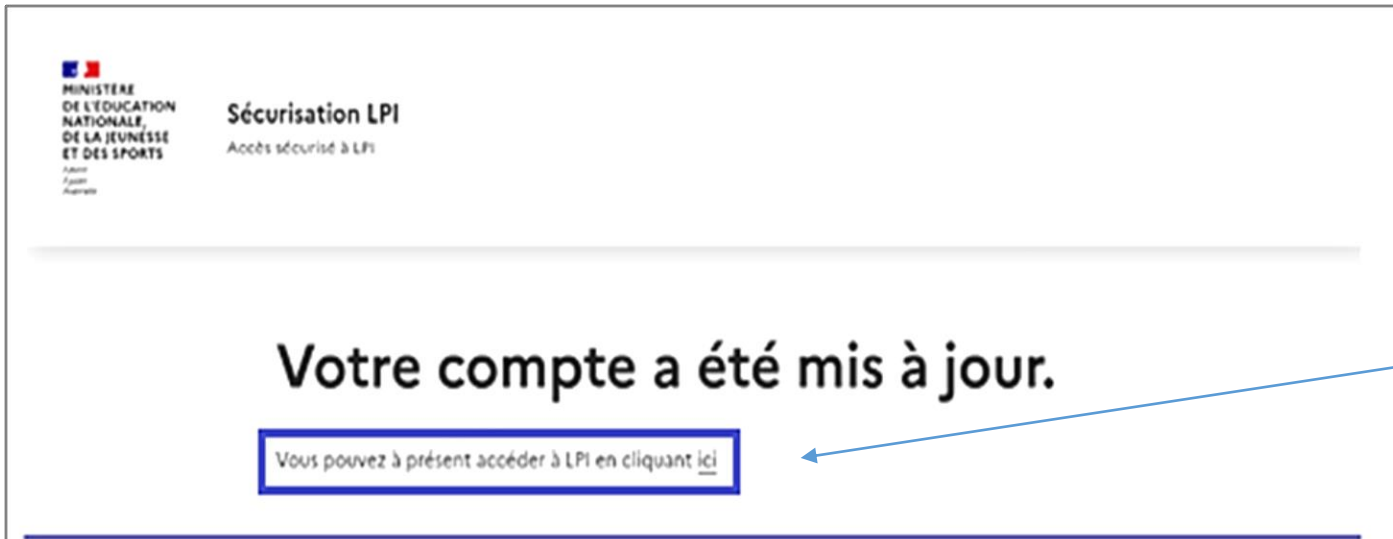 MINISTÈRE
DE L'ÉDUCATION
NATIONALE,
DE LA JEUNESSE
ET DES SPORTS
Sécurisation LPI
Accès sécurisé à LPI
Votre compte a été mis à jour.
Vous pouvez à présent accéder à LPI en cliquant ici